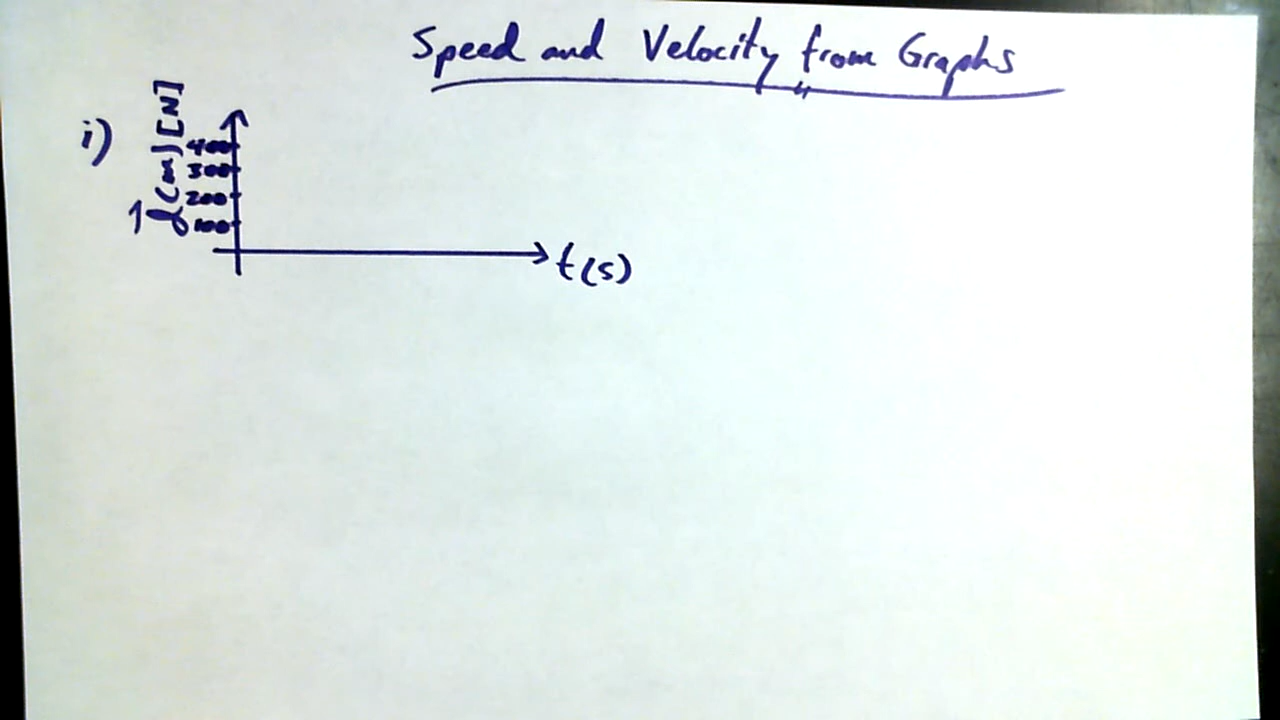 Speed and Velocity from Graphs
i)
d (m) [N]
400
300
200
100
t(s)